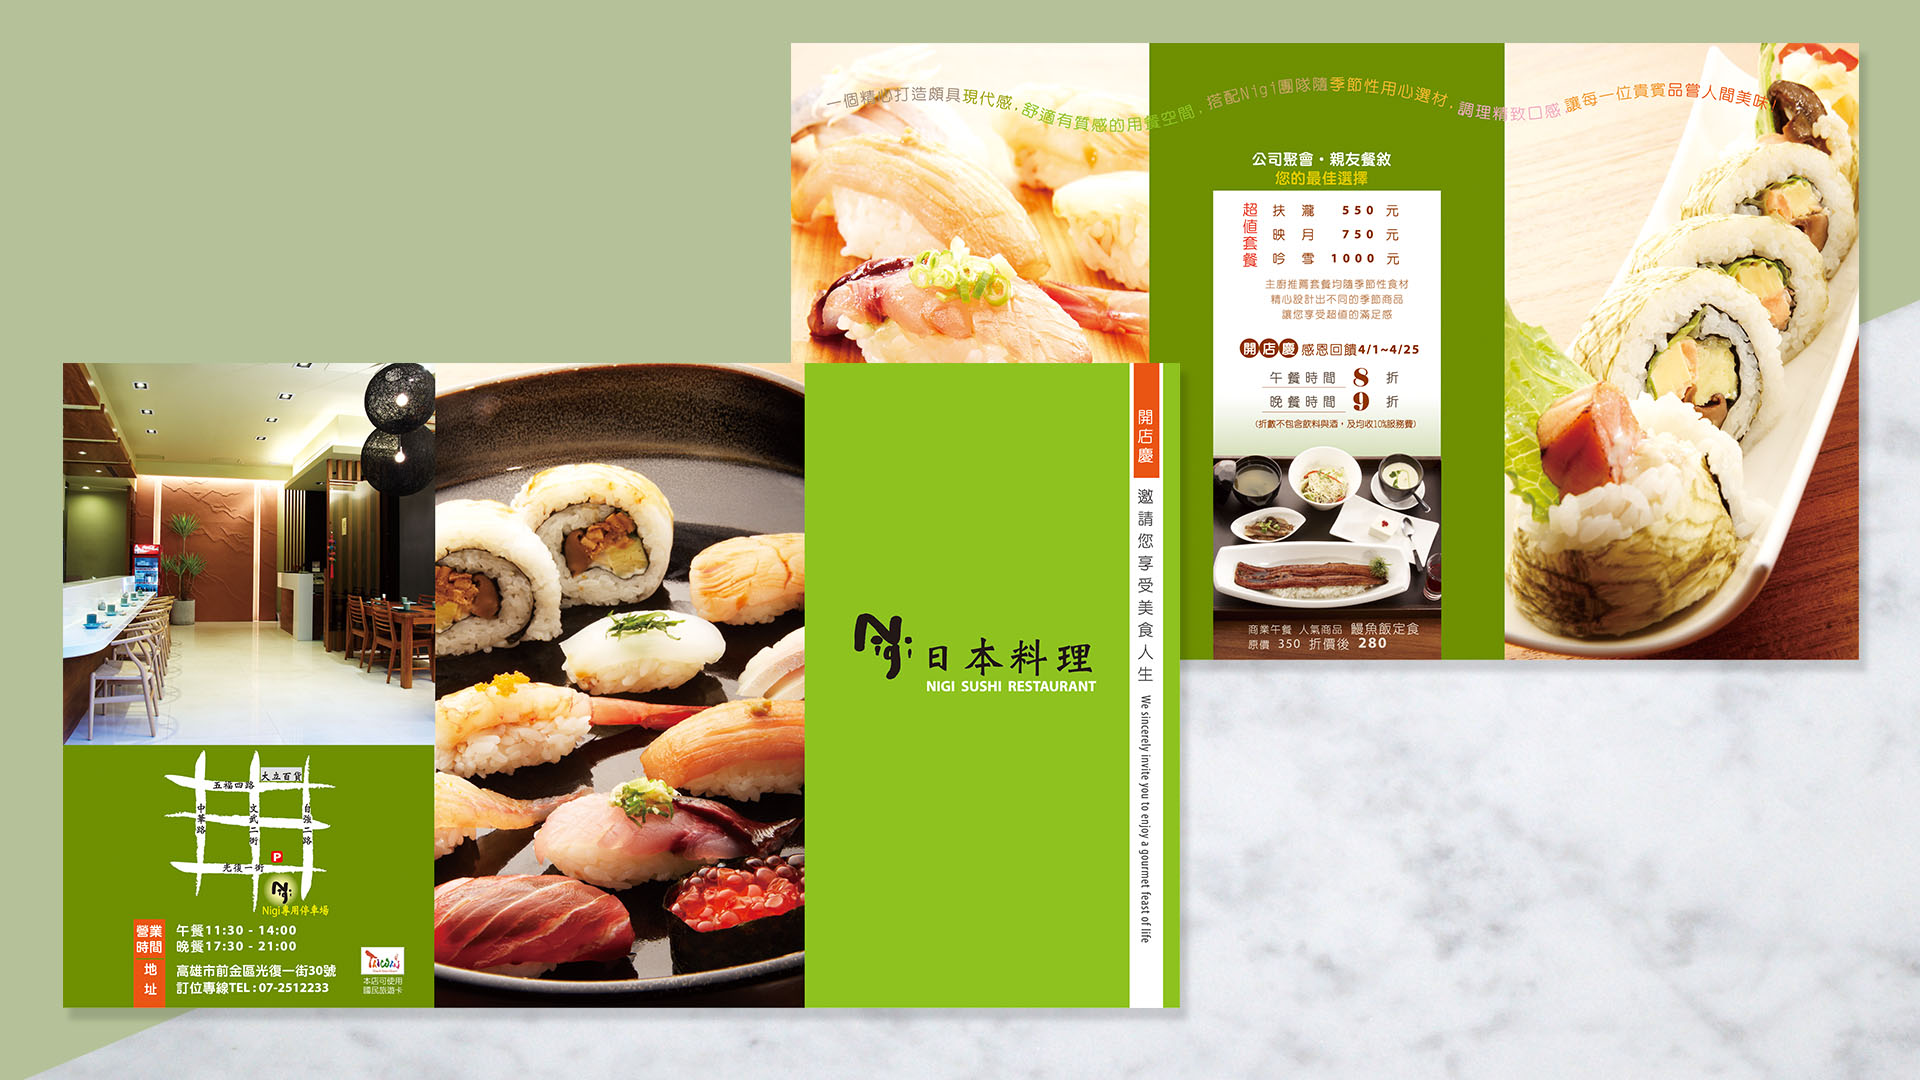 一個精心打造頗具現代感,舒適有質感的用餐空間,搭配Nigi團隊隨季節性用心選材,調理精致口感 讓每一位貴賓品嘗人間美味
公司聚會・親友餐敘
您的最佳選擇
超值套餐
扶瀧 550 元
映月 750 元
吟雪 1000 元
主廚推薦套餐均隨季節性食材
精心設計出不同的季節商品
讓您享受超值的滿足感
開店慶 感恩回饋4/1~4/25
午餐時間 8 折
晚餐時間 9 折
(折數不包含飲料與酒,及均收10%服務費)
商業午餐 人氣商品 鰻魚飯定食
原價 350 折價後 280
開店慶
邀請您享受美食人生 We sincerely invite you to enjoy a gourmet feast of life
Nigi 日本料理
NIGI SUSHI RESTAURANT
大立百貨
五福四路
中華路
文武二街
自強二路
P
光復一街
Nigi
Nigi專用停車場
營業時間
午餐11:30 - 14:00
晚餐17:30 - 21:00
地址
高雄市前金區光復一街30號
訂位專線TEL : 07-2512233
TAIWAN
本店可使用
國民旅遊卡